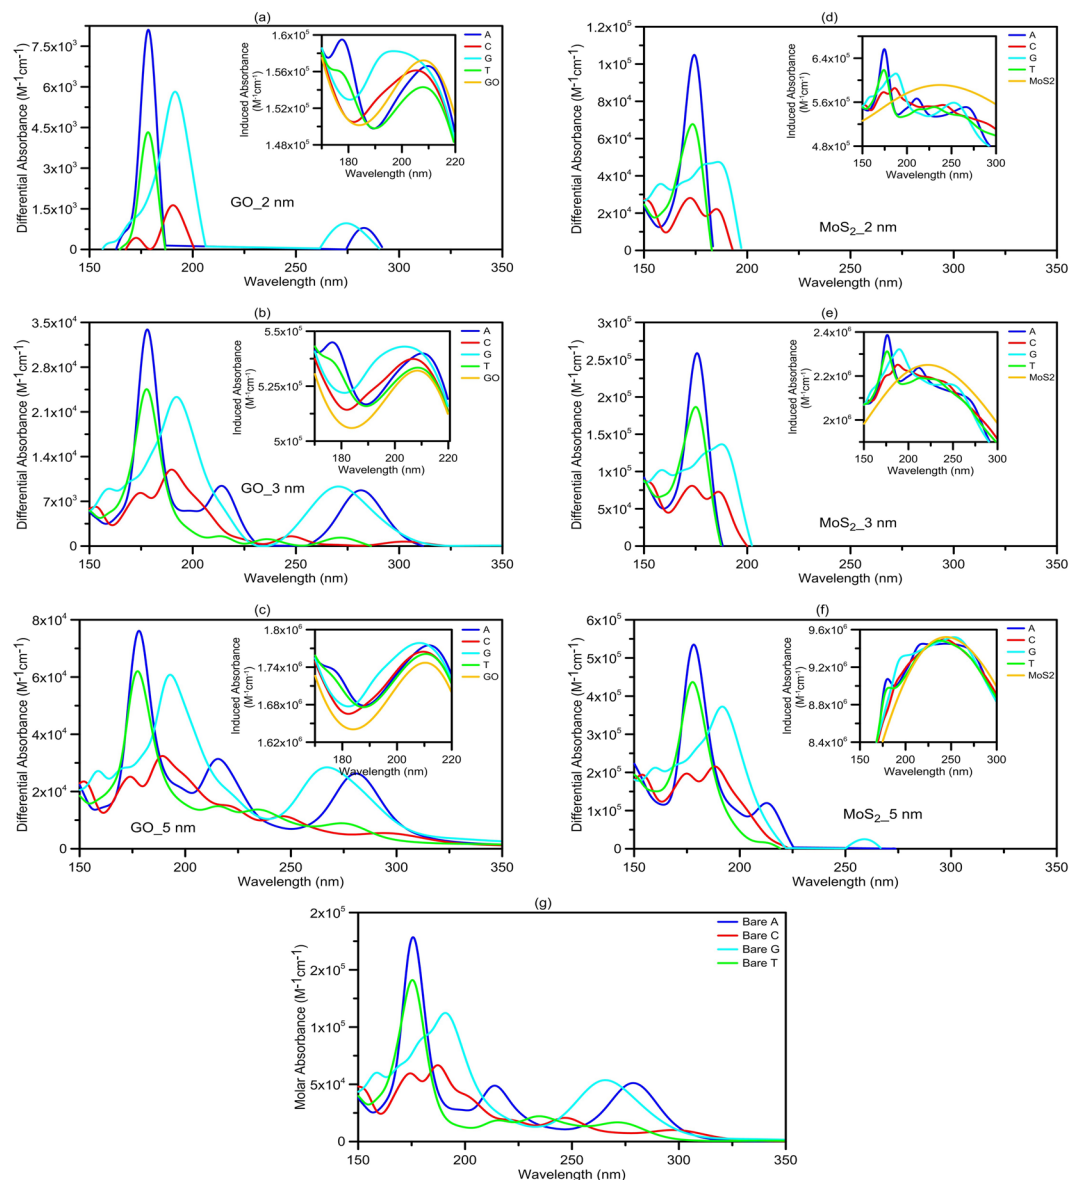 (a)
Differential Absorbance (M⁻¹cm⁻¹)
7.5x10³
6x10³
4.5x10³
3x10³
1.5x10³
0
150 200 250 300 350
Wavelength (nm)
GO_2 nm
Induced Absorbance
(M⁻¹cm⁻¹)
1.6x10⁵
1.56x10⁵
1.52x10⁵
1.48x10⁵
180 200 220
Wavelength (nm)
A
C
G
T
GO
(d)
Differential Absorbance (M⁻¹cm⁻¹)
1.2x10⁵
1x10⁵
8x10⁴
6x10⁴
4x10⁴
2x10⁴
0
150 200 250 300 350
Wavelength (nm)
MoS₂_2 nm
Induced Absorbance
(M⁻¹cm⁻¹)
6.4x10⁵
5.6x10⁵
4.8x10⁵
150 200 250 300
Wavelength (nm)
A
C
G
T
MoS2
(b)
Differential Absorbance (M⁻¹cm⁻¹)
3.5x10⁴
2.8x10⁴
2.1x10⁴
1.4x10⁴
7x10³
0
150 200 250 300 350
Wavelength (nm)
GO_3 nm
Induced Absorbance
(M⁻¹cm⁻¹)
5.5x10⁵
5.25x10⁵
5x10⁵
180 200 220
Wavelength (nm)
A
C
G
T
GO
(e)
Differential Absorbance (M⁻¹cm⁻¹)
3x10⁵
2.5x10⁵
2x10⁵
1.5x10⁵
1x10⁵
5x10⁴
0
150 200 250 300 350
Wavelength (nm)
MoS₂_3 nm
Induced Absorbance
(M⁻¹cm⁻¹)
2.4x10⁶
2.2x10⁶
2x10⁶
150 200 250 300
Wavelength (nm)
A
C
G
T
MoS2
(c)
Differential Absorbance (M⁻¹cm⁻¹)
8x10⁴
6x10⁴
4x10⁴
2x10⁴
0
150 200 250 300 350
Wavelength (nm)
GO_5 nm
Induced Absorbance
(M⁻¹cm⁻¹)
1.8x10⁶
1.74x10⁶
1.68x10⁶
1.62x10⁶
180 200 220
Wavelength (nm)
A
C
G
T
GO
(f)
Differential Absorbance (M⁻¹cm⁻¹)
6x10⁵
5x10⁵
4x10⁵
3x10⁵
2x10⁵
1x10⁵
0
150 200 250 300 350
Wavelength (nm)
MoS₂_5 nm
Induced Absorbance
(M⁻¹cm⁻¹)
9.6x10⁶
9.2x10⁶
8.8x10⁶
8.4x10⁶
150 200 250 300
Wavelength (nm)
A
C
G
T
MoS2
(g)
Molar Absorbance (M⁻¹cm⁻¹)
2x10⁵
2x10⁵
1x10⁵
5x10⁴
0
150 200 250 300 350
Wavelength (nm)
Bare A
Bare C
Bare G
Bare T